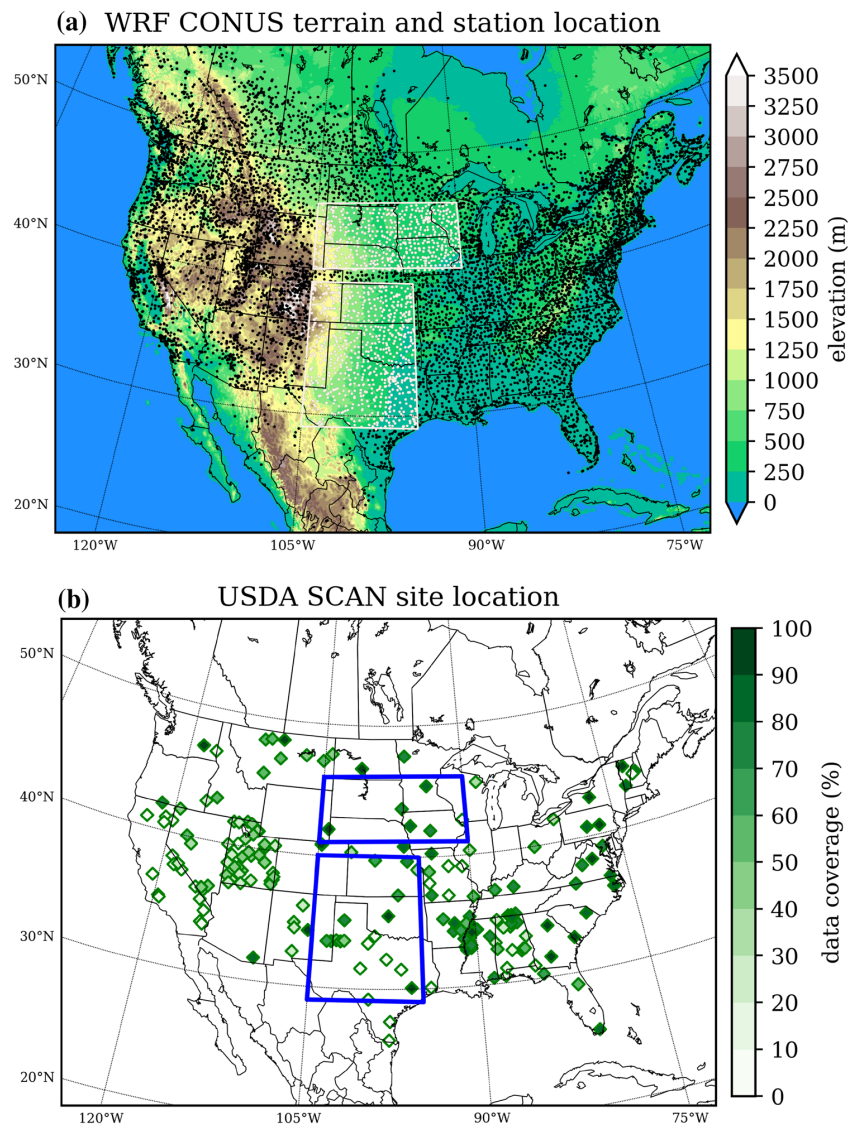 (a) WRF CONUS terrain and station location
50°N
40°N
30°N
20°N
120°W 105°W 90°W 75°W
3500
3250
3000
2750
2500
2250
2000
1750
1500
1250
1000
750
500
250
0
elevation (m)
(b) USDA SCAN site location
50°N
40°N
30°N
20°N
120°W 105°W 90°W 75°W
100
90
80
70
60
50
40
30
20
10
0
data coverage (%)